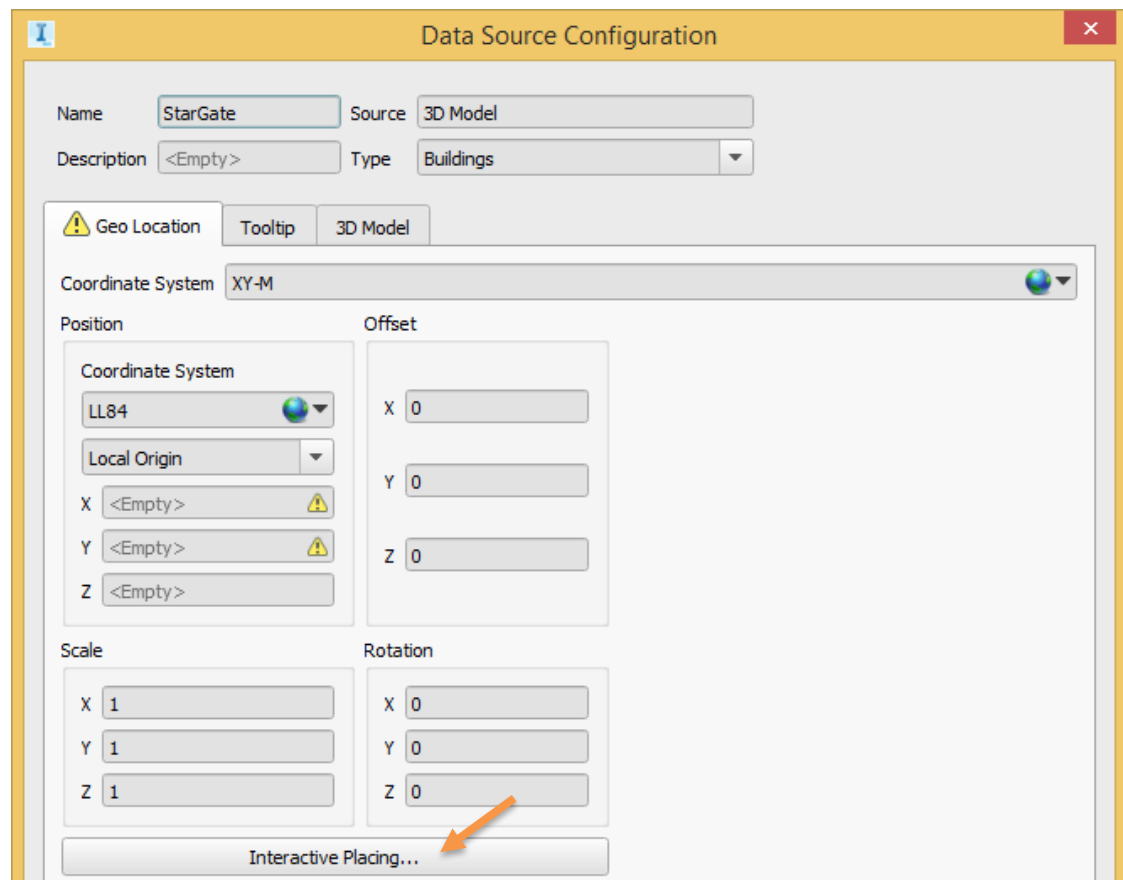 Data Source Configuration
Name StarGate Source 3D Model
Description <Empty> Type Buildings
Geo Location Tooltip 3D Model
Coordinate System XY-M
Position Offset
Coordinate System
LL84 X 0
Local Origin
Y 0
X <Empty>
Y <Empty>
Z 0
Z <Empty>
Scale Rotation
X 1 X 0
Y 1 Y 0
Z 1 Z 0
Interactive Placing...